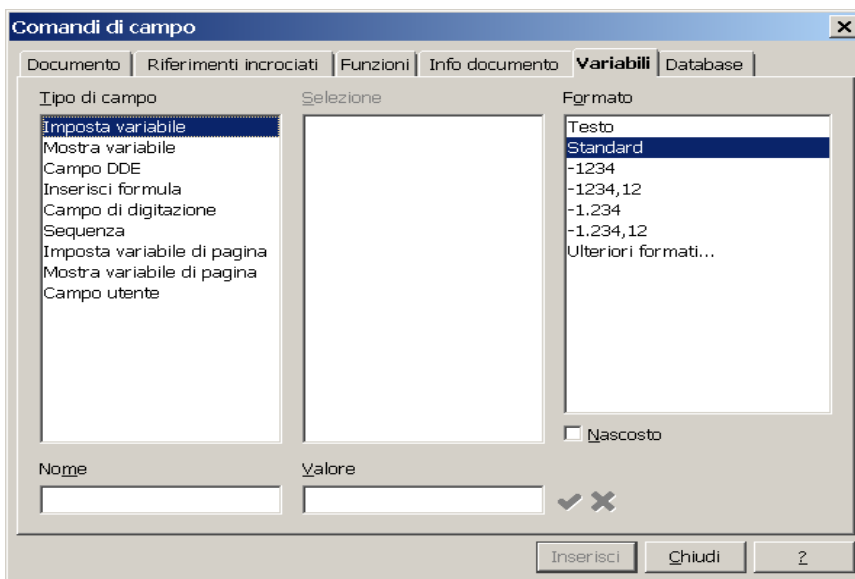 Comandi di campo
Documento Riferimenti incrociati Funzioni Info documento Variabili Database
Tipo di campo
Imposta variabile
Mostra variabile
Campo DDE
Inserisci formula
Campo di digitazione
Sequenza
Imposta variabile di pagina
Mostra variabile di pagina
Campo utente
Selezione
Formato
Testo
Standard
-1234
-1234,12
-1.234
-1.234,12
Ulteriori formati...
Nascosto
Nome
Valore
Inserisci Chiudi ?